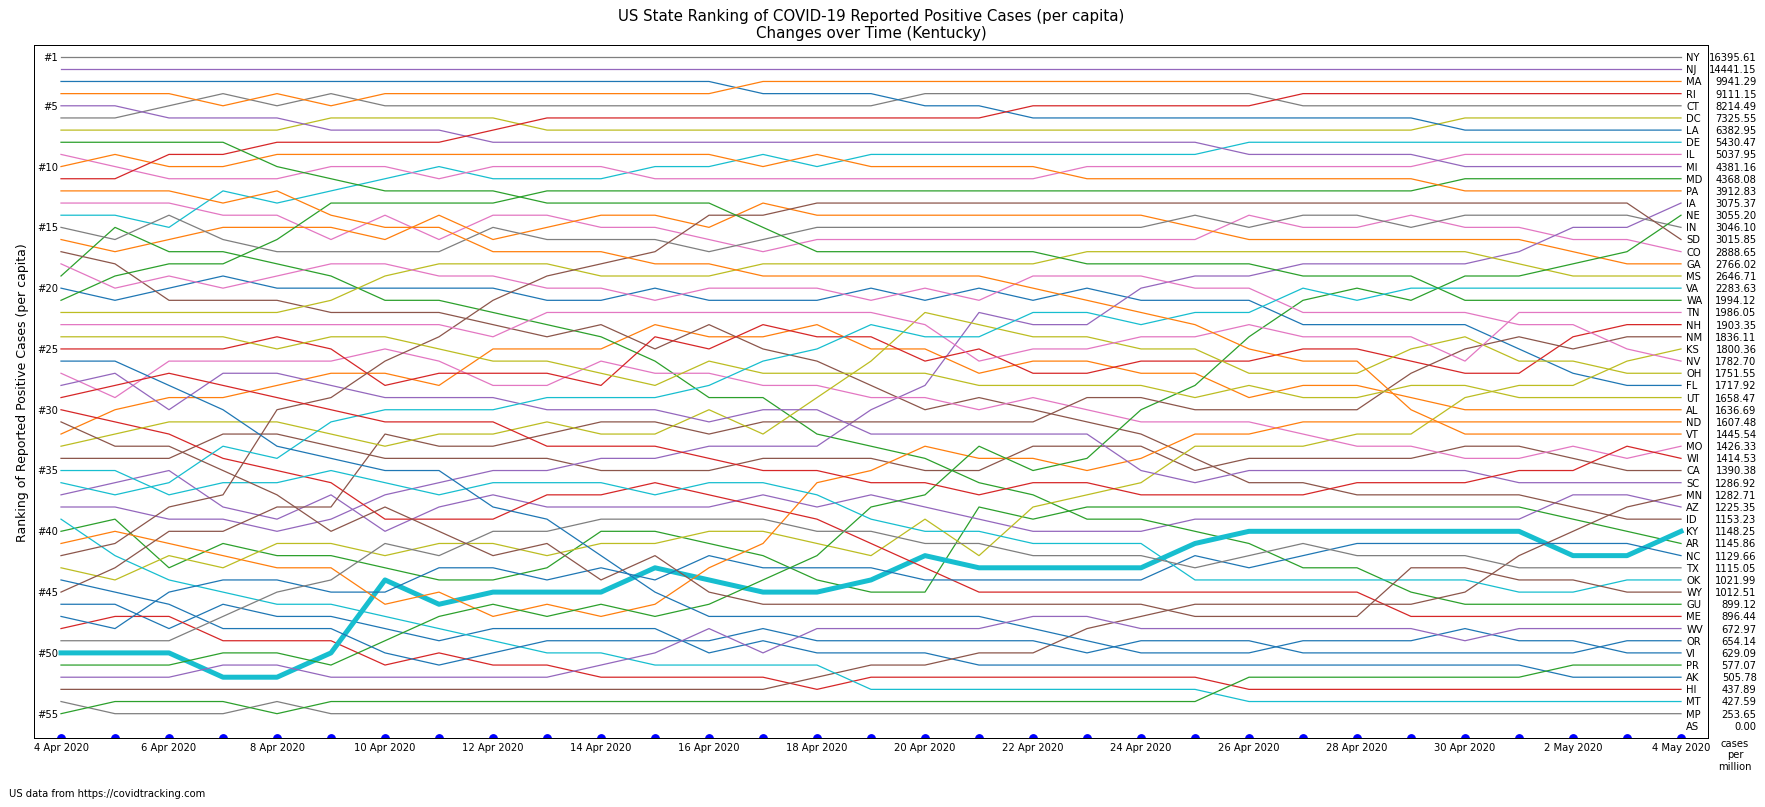 US State Ranking of COVID-19 Reported Positive Cases (per capita)
Changes over Time (Kentucky)
Ranking of Reported Positive Cases (per capita)
#1
#5
#10
#15
#20
#25
#30
#35
#40
#45
#50
#55
NY 16395.61
NJ 14441.15
MA 9941.29
RI 9111.15
CT 8214.49
DC 7325.55
LA 6382.95
DE 5430.47
IL 5037.95
MI 4381.16
MD 4368.08
PA 3912.83
IA 3075.37
NE 3055.20
IN 3046.10
SD 3015.85
CO 2888.65
GA 2766.02
MS 2646.71
VA 2283.63
WA 1994.12
TN 1986.05
NH 1903.35
NM 1836.11
KS 1800.36
NV 1782.70
OH 1751.55
FL 1717.92
UT 1658.47
AL 1636.69
ND 1607.48
VT 1445.54
MO 1426.33
WI 1414.53
CA 1390.38
SC 1286.92
MN 1282.71
AZ 1225.35
ID 1153.23
KY 1148.25
AR 1145.86
NC 1129.66
TX 1115.05
OK 1021.99
WY 1012.51
GU 899.12
ME 896.44
WV 672.97
OR 654.14
VI 629.09
PR 577.07
AK 505.78
HI 437.89
MT 427.59
MP 253.65
AS 0.00
4 Apr 2020 6 Apr 2020 8 Apr 2020 10 Apr 2020 12 Apr 2020 14 Apr 2020 16 Apr 2020 18 Apr 2020 20 Apr 2020 22 Apr 2020 24 Apr 2020 26 Apr 2020 28 Apr 2020 30 Apr 2020 2 May 2020 4 May 2020
cases
per
million
US data from https://covidtracking.com